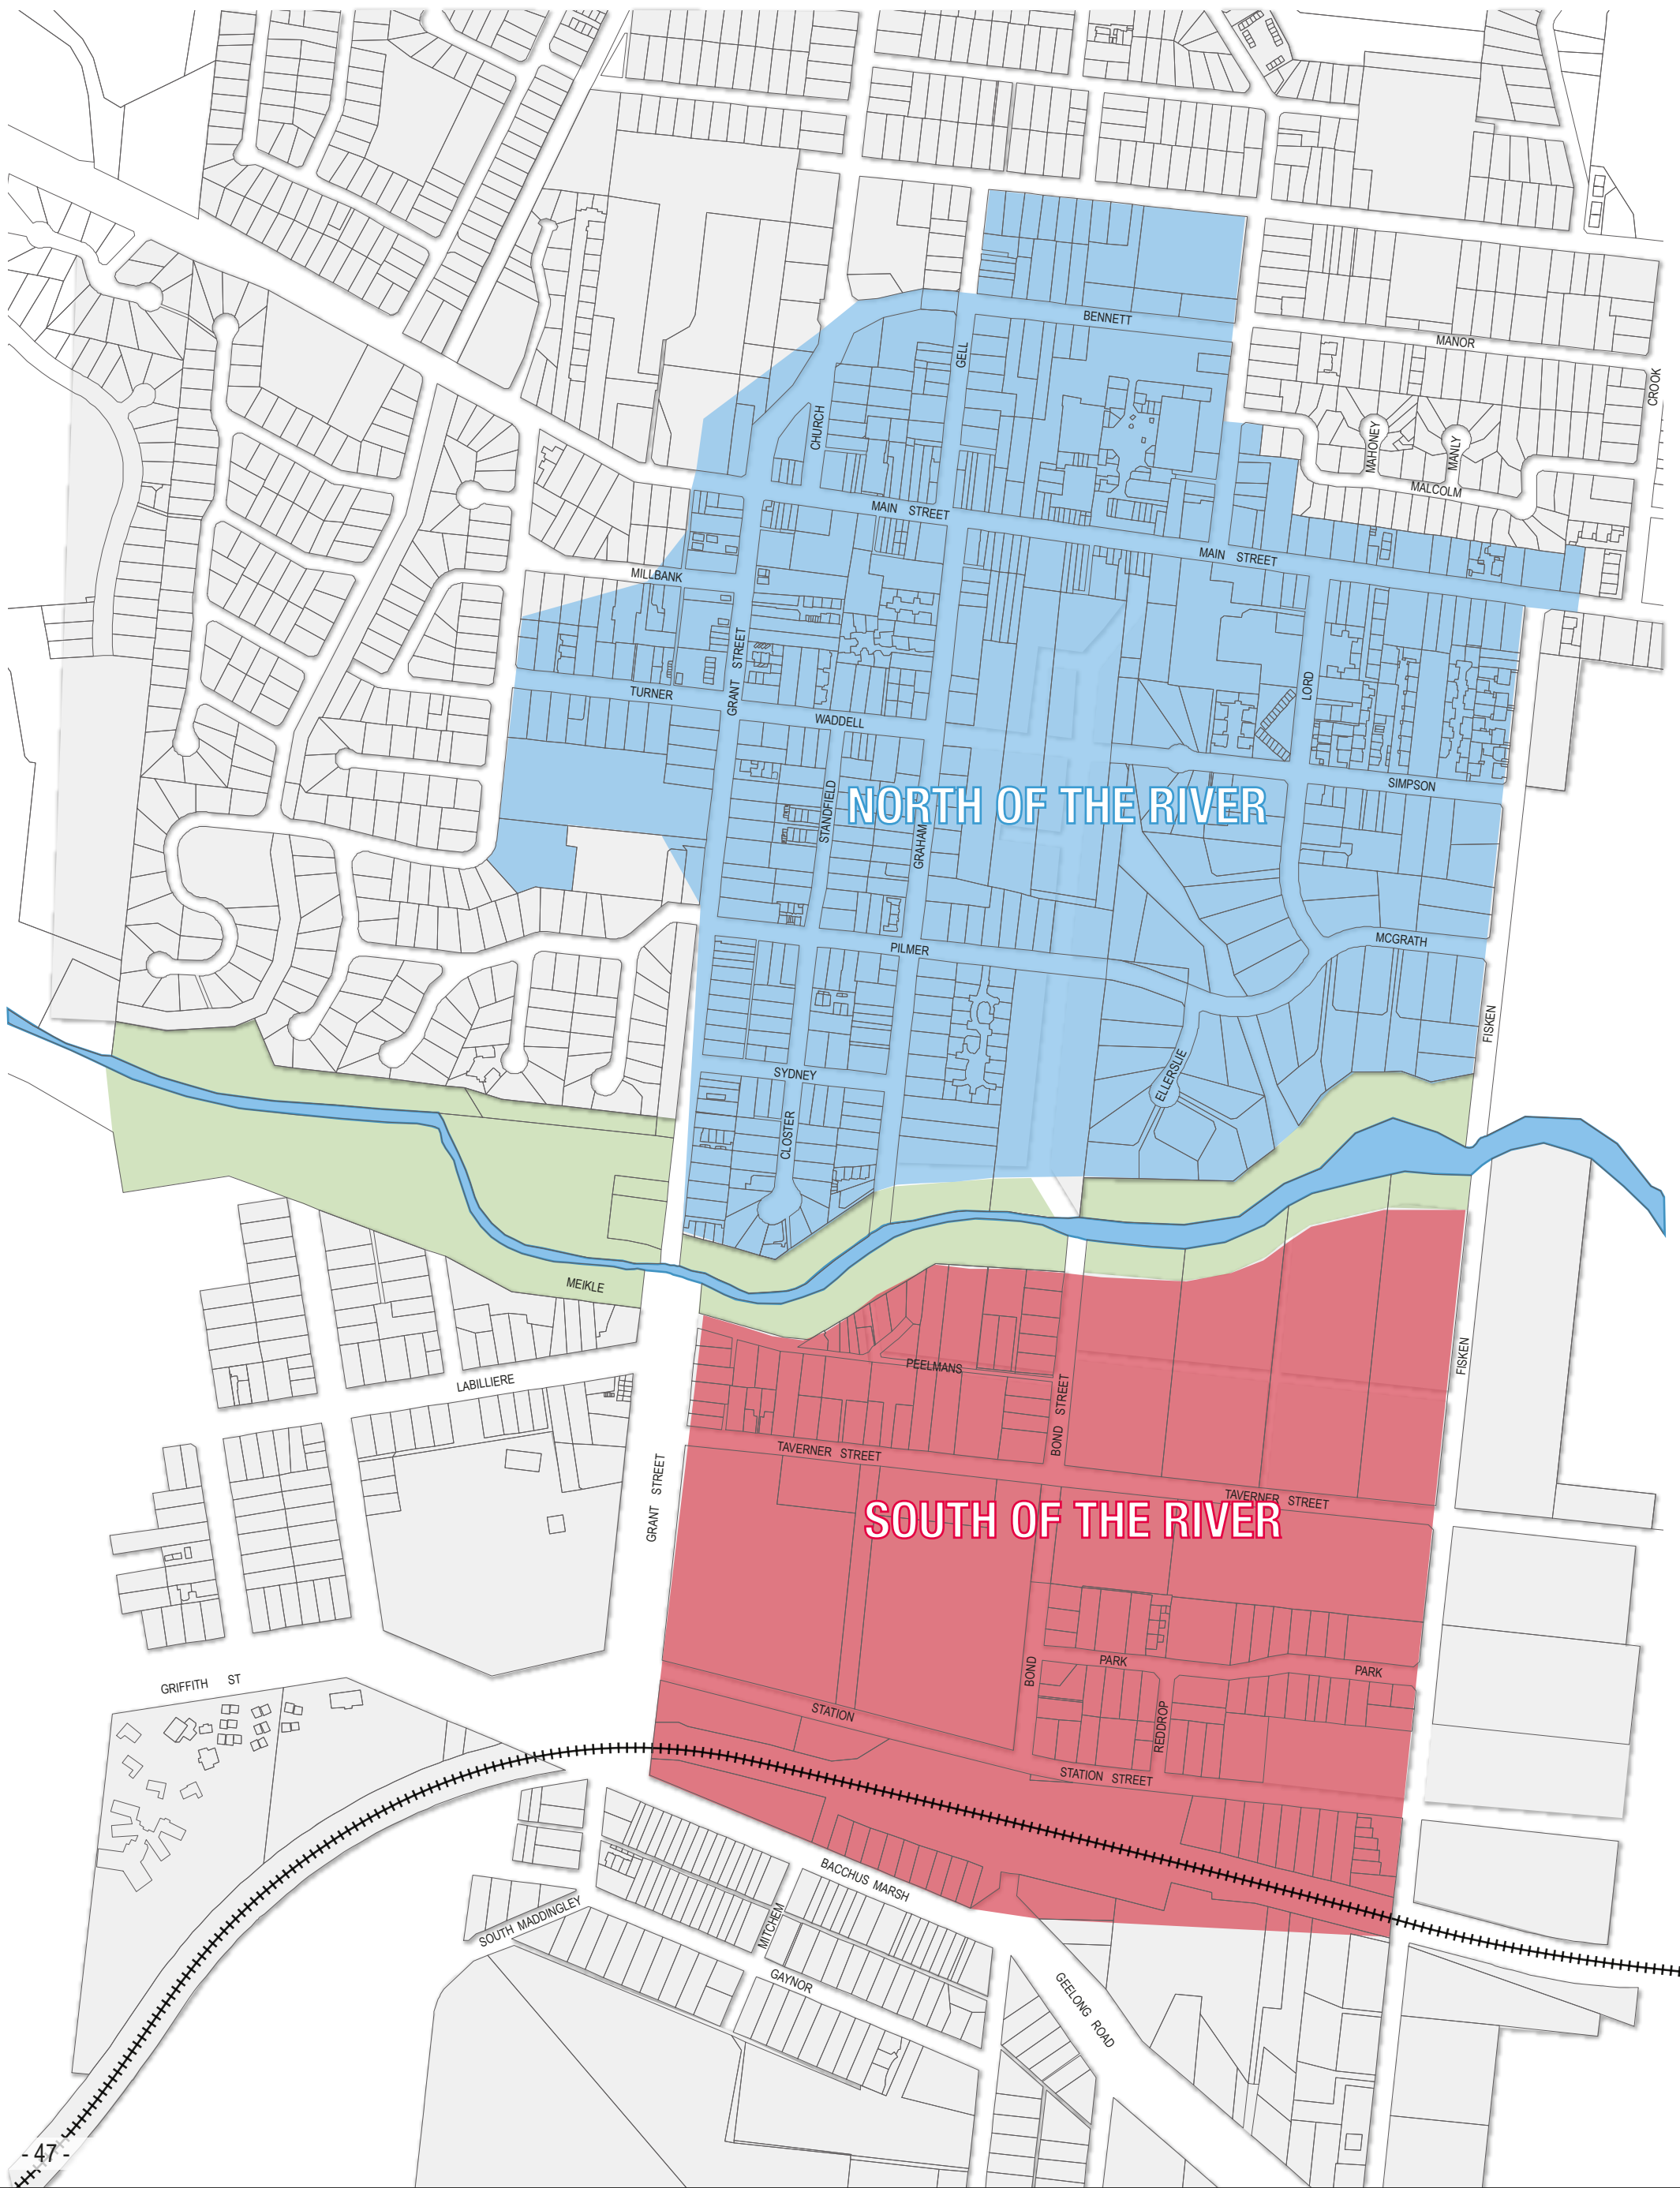 BENNETT
GELL
MANOR
CROOK
CHURCH
MAHONEY
MANLY
MALCOLM
MAIN STREET
MAIN STREET
MILLBANK
GRANT STREET
TURNER
LORD
WADDELL
SIMPSON
STANDFIELD
NORTH OF THE RIVER
GRAHAM
PILMER
MCGRATH
FISKEN
ELLERSLIE
SYDNEY
CLOSTER
MEIKLE
FISKEN
PEELMANS
LABILLIERE
BOND STREET
TAVERNER STREET
GRANT STREET
TAVERNER STREET
SOUTH OF THE RIVER
PARK
PARK
BOND
GRIFFITH ST
REDDROP
STATION
STATION STREET
BACCHUS MARSH
SOUTH MADDINGLEY
MITCHEM
GAYNOR
GEELONG ROAD
- 47 -